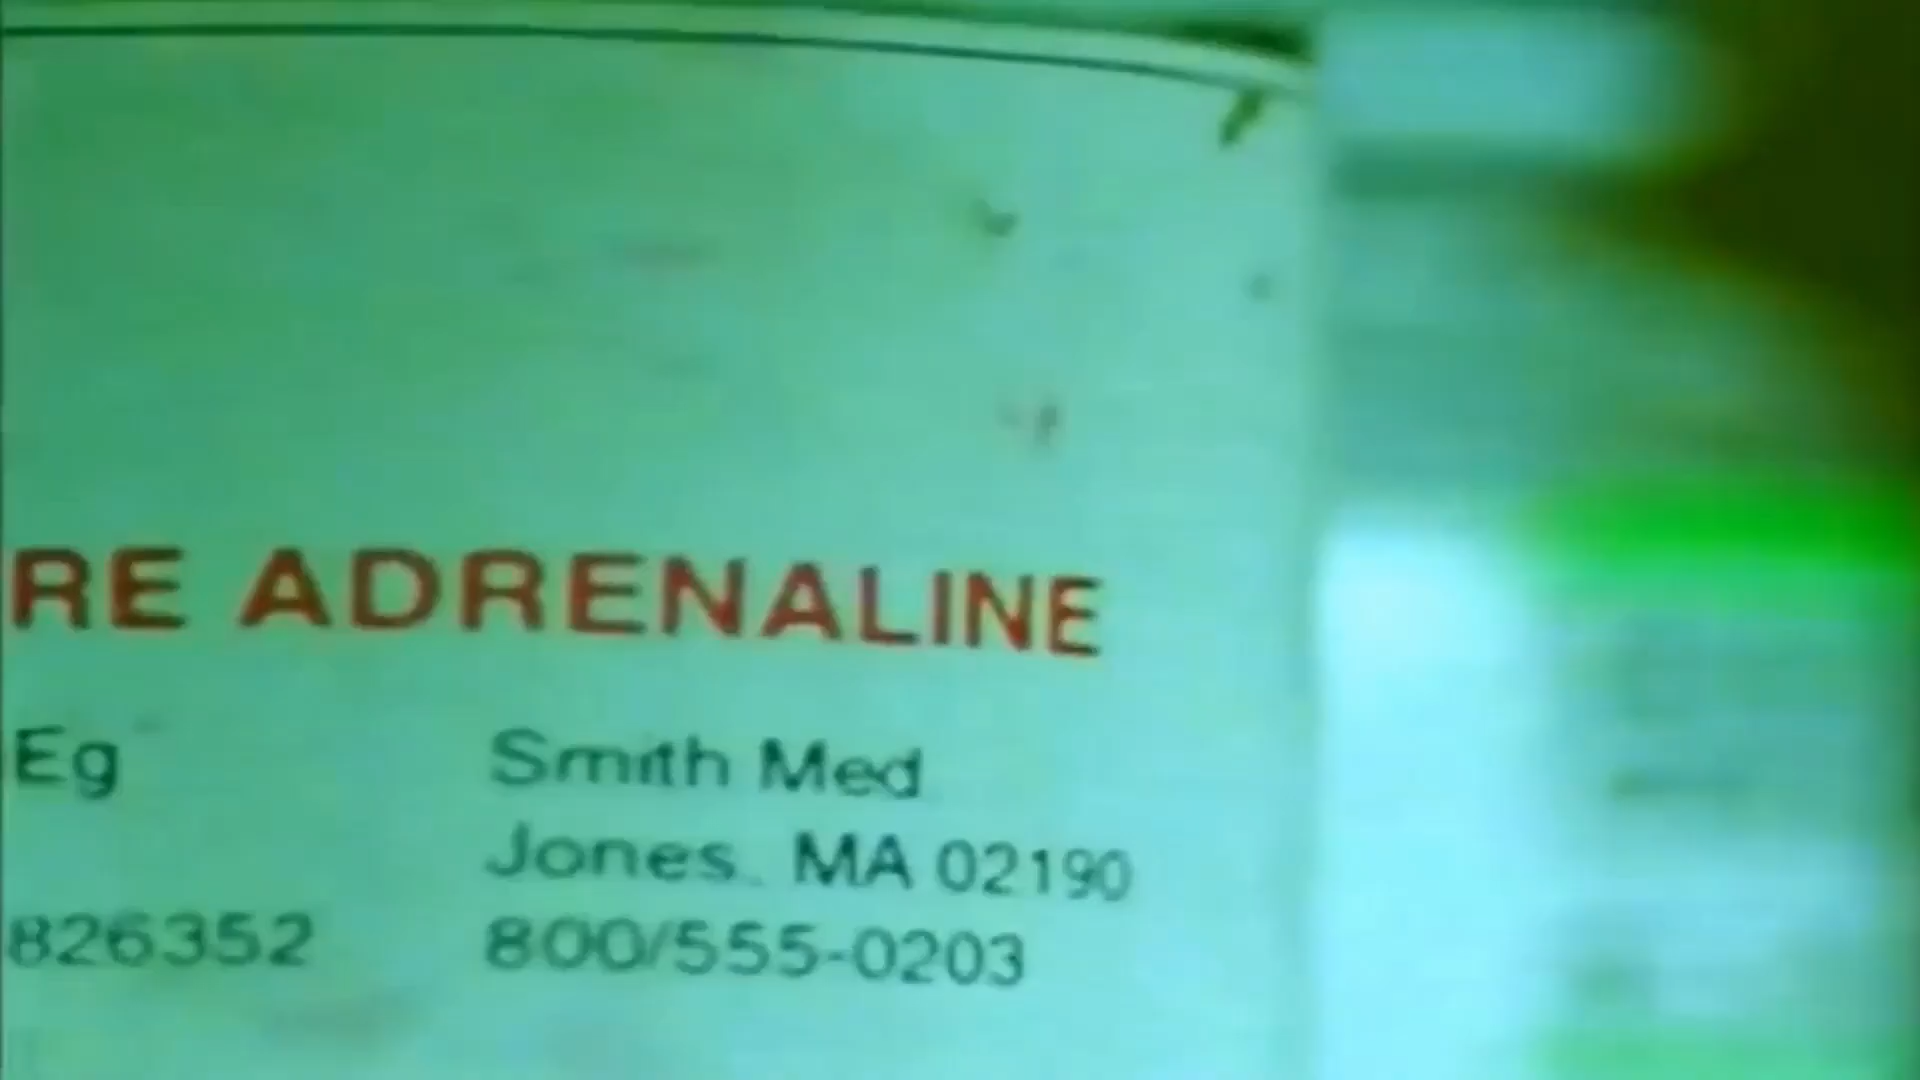 RE ADRENALINE
Eg Smith Med
Jones, MA 02190
826352 800/555-0203